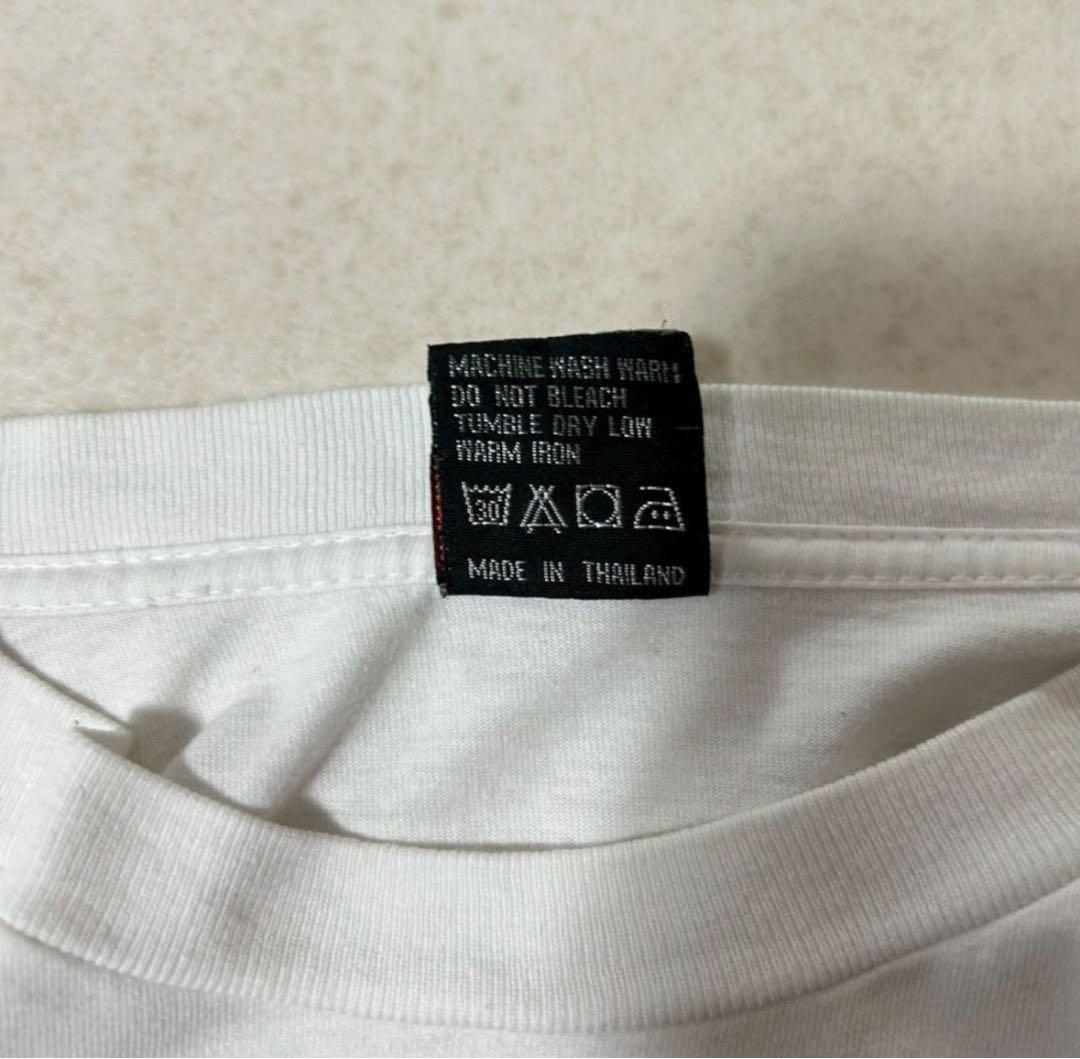 MACHINE WASH WARM
DO NOT BLEACH
TUMBLE DRY LOW
WARM IRON
30°
MADE IN THAILAND